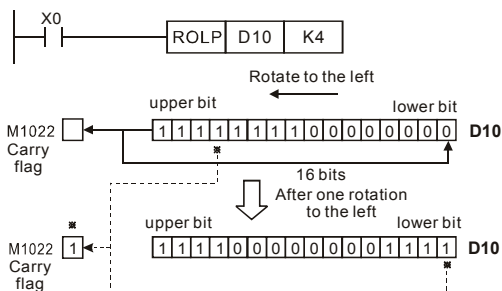 X0
ROLP D10 K4
Rotate to the left
upper bit lower bit
M1022 1 1 1 1 1 1 1 1 0 0 0 0 0 0 0 0 D10
Carry
flag
※
16 bits
After one rotation
to the left
※
upper bit lower bit
M1022 1 1 1 1 1 0 0 0 0 0 0 0 0 1 1 1 1 D10
Carry
flag
※